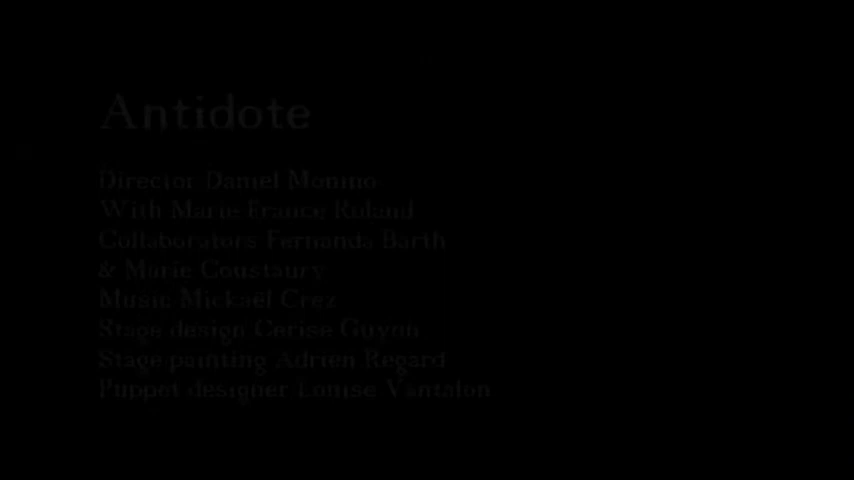 Antidote
Director Daniel Monino
With Marie-France Roland
Collaborators Fernanda Barth
& Marie Coustaury
Music Mickaël Crez
Stage design Cerise Guyon
Stage painting Adrien Regard
Puppet designer Louise Vantalon